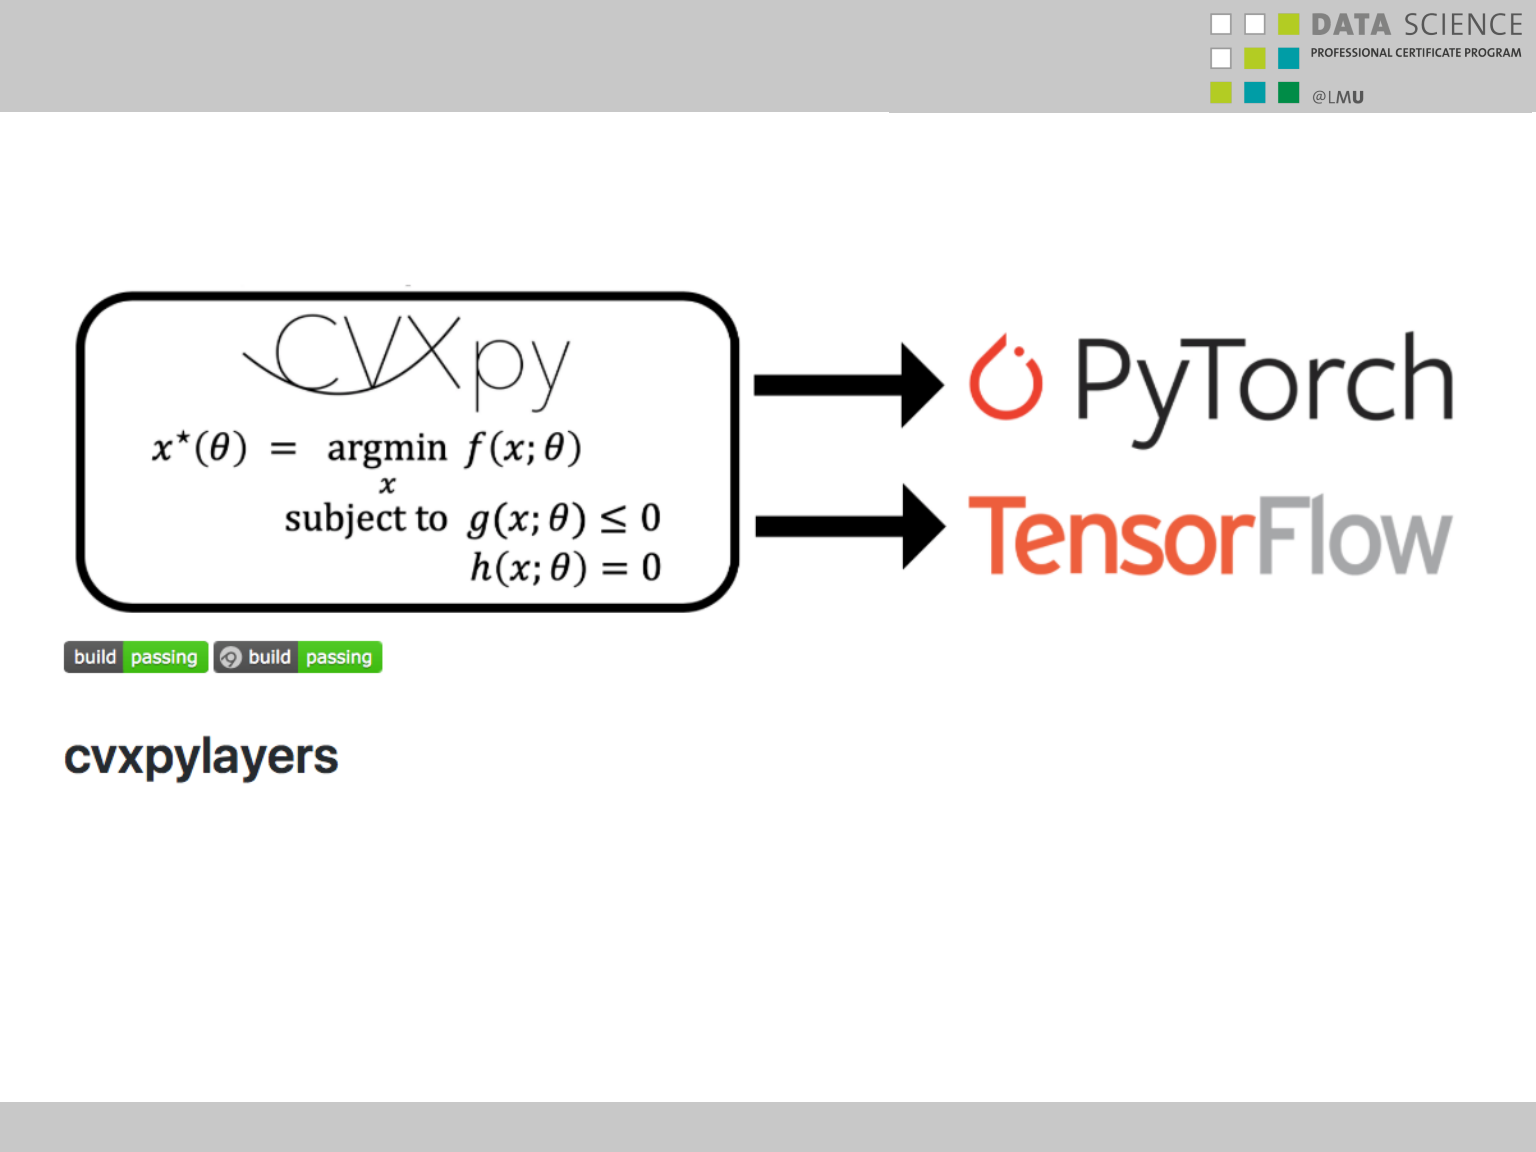 DATA SCIENCE
PROFESSIONAL CERTIFICATE PROGRAM
@LMU
CVXpy
x⋆(θ) = argmin f(x; θ)
x
subject to g(x; θ) ≤ 0
h(x; θ) = 0
PyTorch
TensorFlow
build passing build passing
cvxpylayers